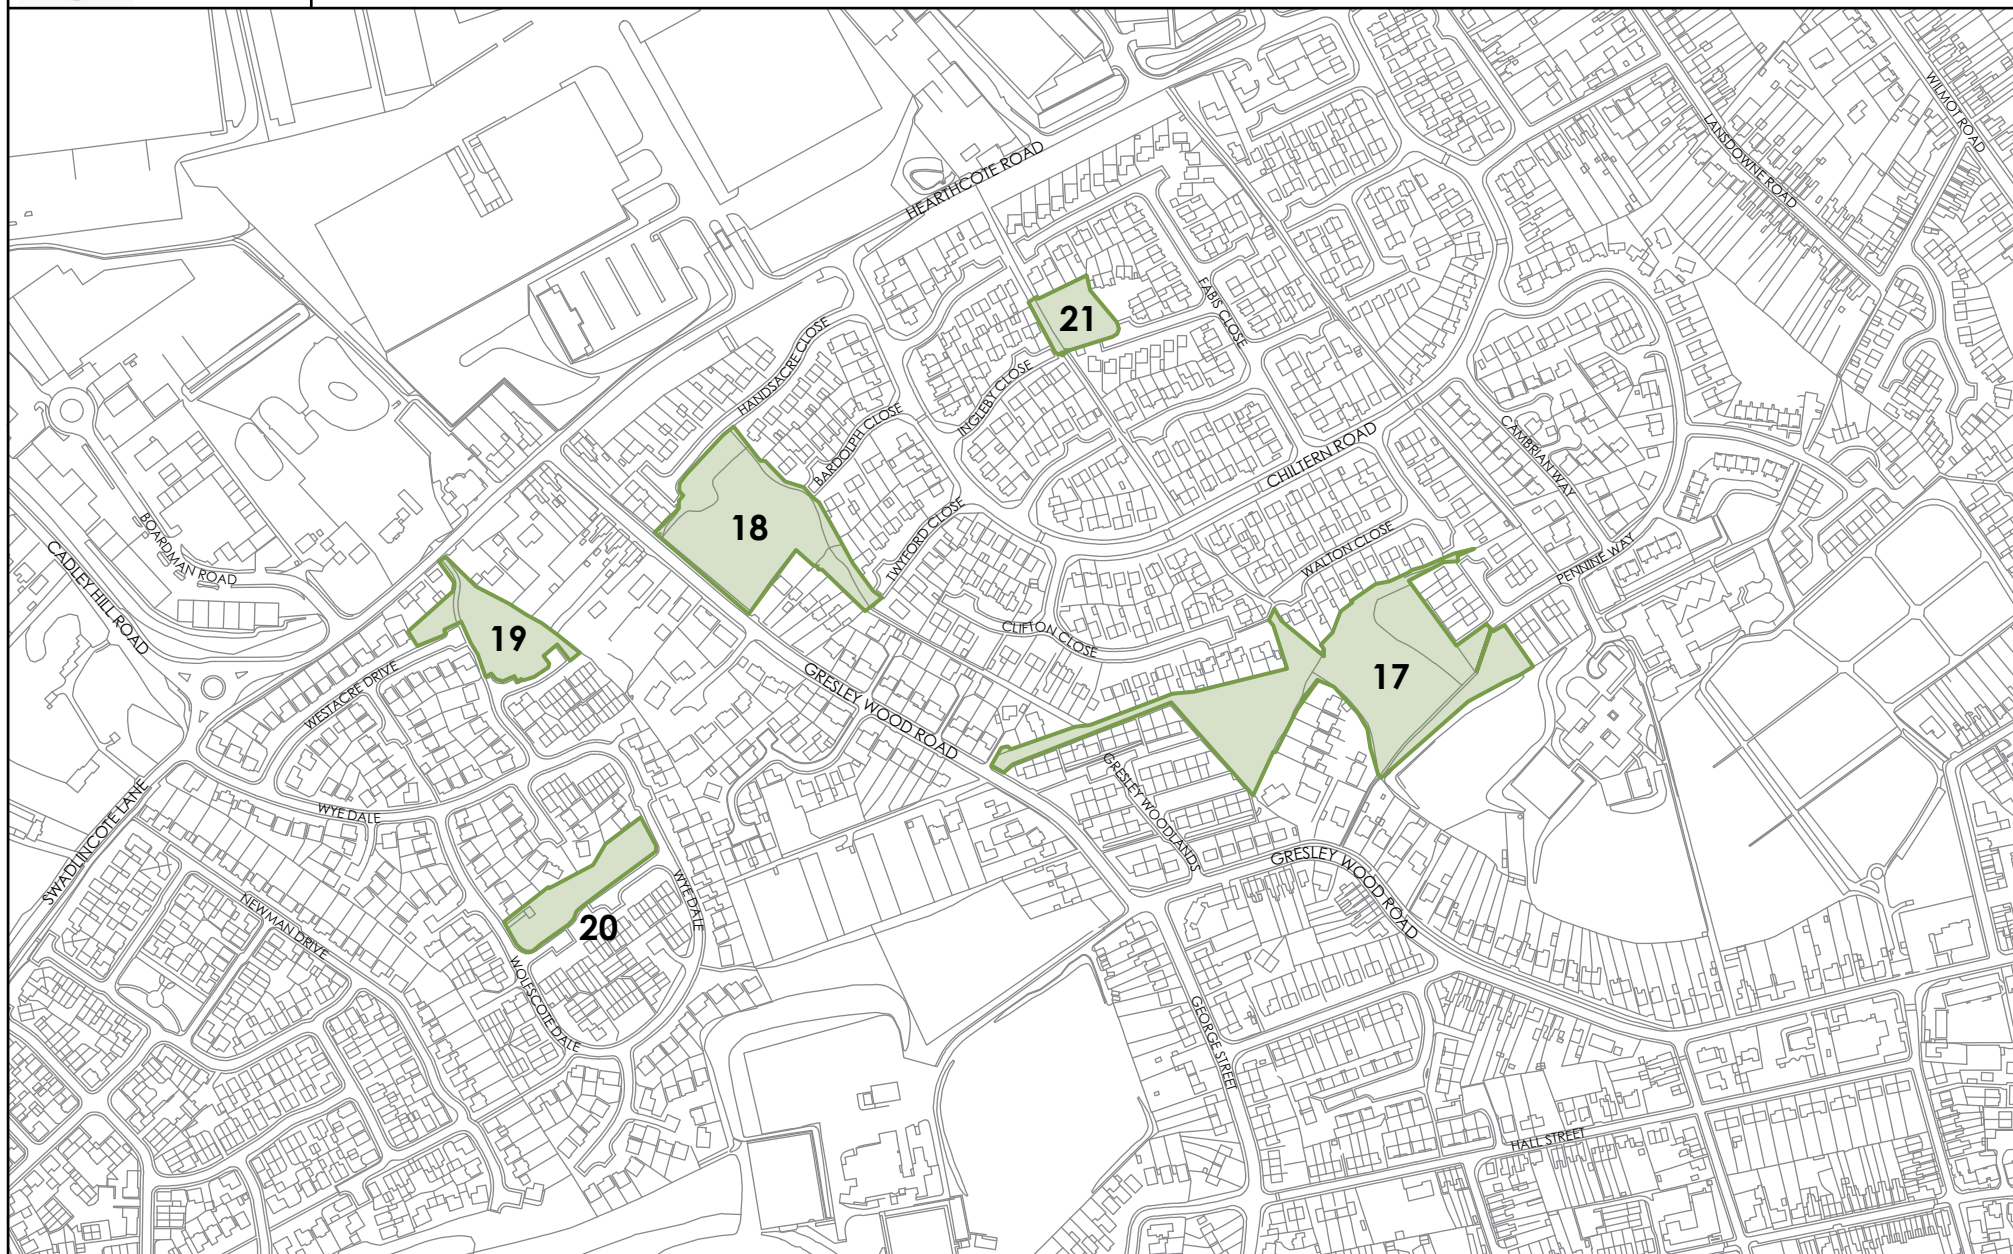 WILMOT ROAD
LANSDOWNE ROAD
HEARTHCOTE ROAD
FABIS CLOSE
21
HANDSACRE CLOSE
INGLEBY CLOSE
BARDOLPH CLOSE
CHILTERN ROAD
CAMBRIAN WAY
18
TWYFORD CLOSE
BOARDMAN ROAD
CADLEY HILL ROAD
WALTON CLOSE
PENNINE WAY
19
CLIFTON CLOSE
17
WESTACRE DRIVE
GRESLEY WOOD ROAD
GRESLEY WOODLANDS
WYE DALE
SWADLINCOTE LANE
GRESLEY WOOD ROAD
WYE DALE
NEWMAN DRIVE
20
WOLFSCOTE DALE
GEORGE STREET
HALL STREET